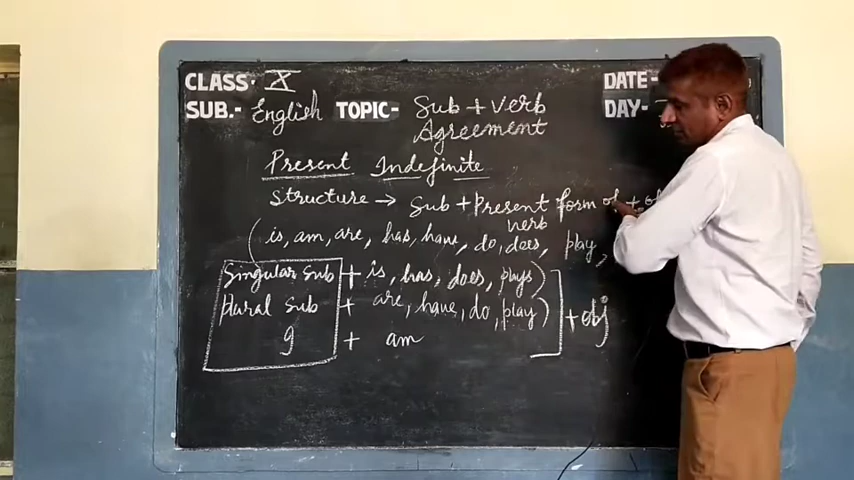 CLASS- X DATE-
SUB.- English TOPIC- Sub + verb DAY-
Agreement
Present Indefinite
Structure → Sub + Present form of + ob
verb
(is, am, are, has, have, do, does, play,
Singular Sub + is, has, does, plays)
Plural Sub + are, have, do, play) + obj
I + am